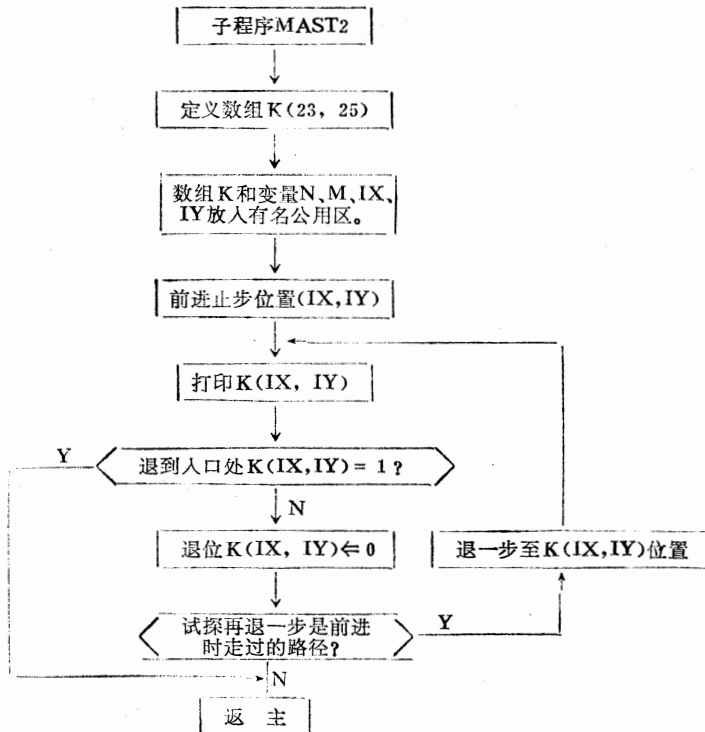 子程序MAST2
定义数组K(23, 25)
数组K和变量N、M、IX、
IY放入有名公用区。
前进止步位置(IX,IY)
打印K(IX, IY)
Y
退到入口处K(IX,IY)= 1 ?
N
退位K(IX, IY)⇐0
退一步至K(IX,IY)位置
试探再退一步是前进
时走过的路径?
Y
N
返 主